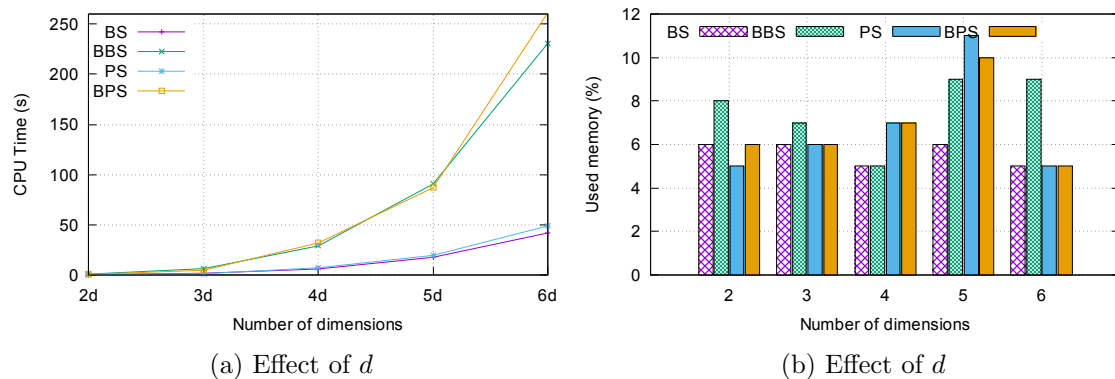 CPU Time (s)
250
200
150
100
50
0
BS
BBS
PS
BPS
2d 3d 4d 5d 6d
Number of dimensions
(a) Effect of d
Used memory (%)
12
10
8
6
4
2
0
BS BBS PS BPS
2 3 4 5 6
Number of dimensions
(b) Effect of d